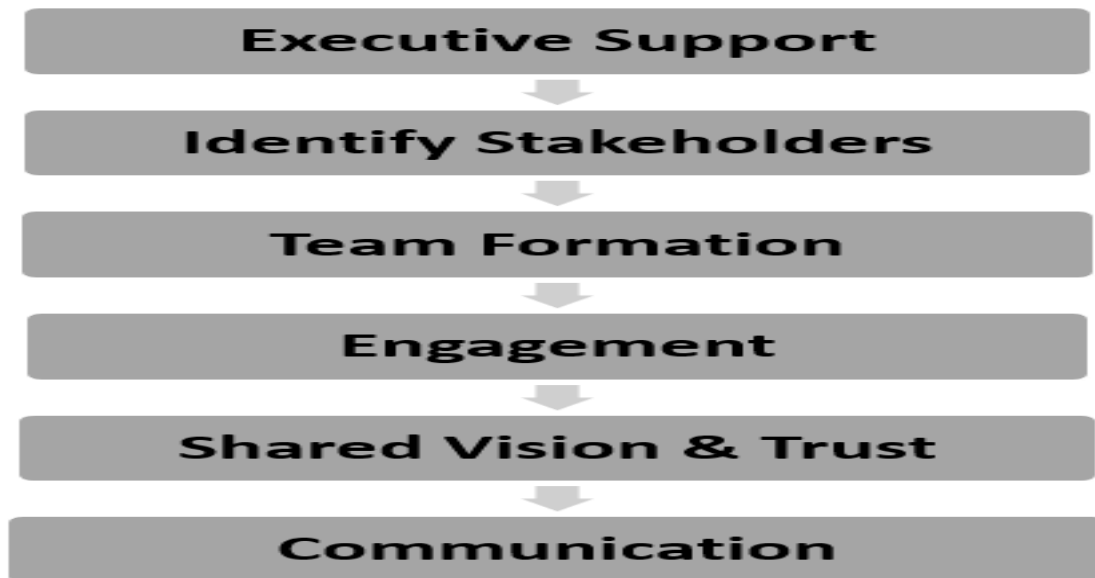 Executive Support
Identify Stakeholders
Team Formation
Engagement
Shared Vision & Trust
Communication